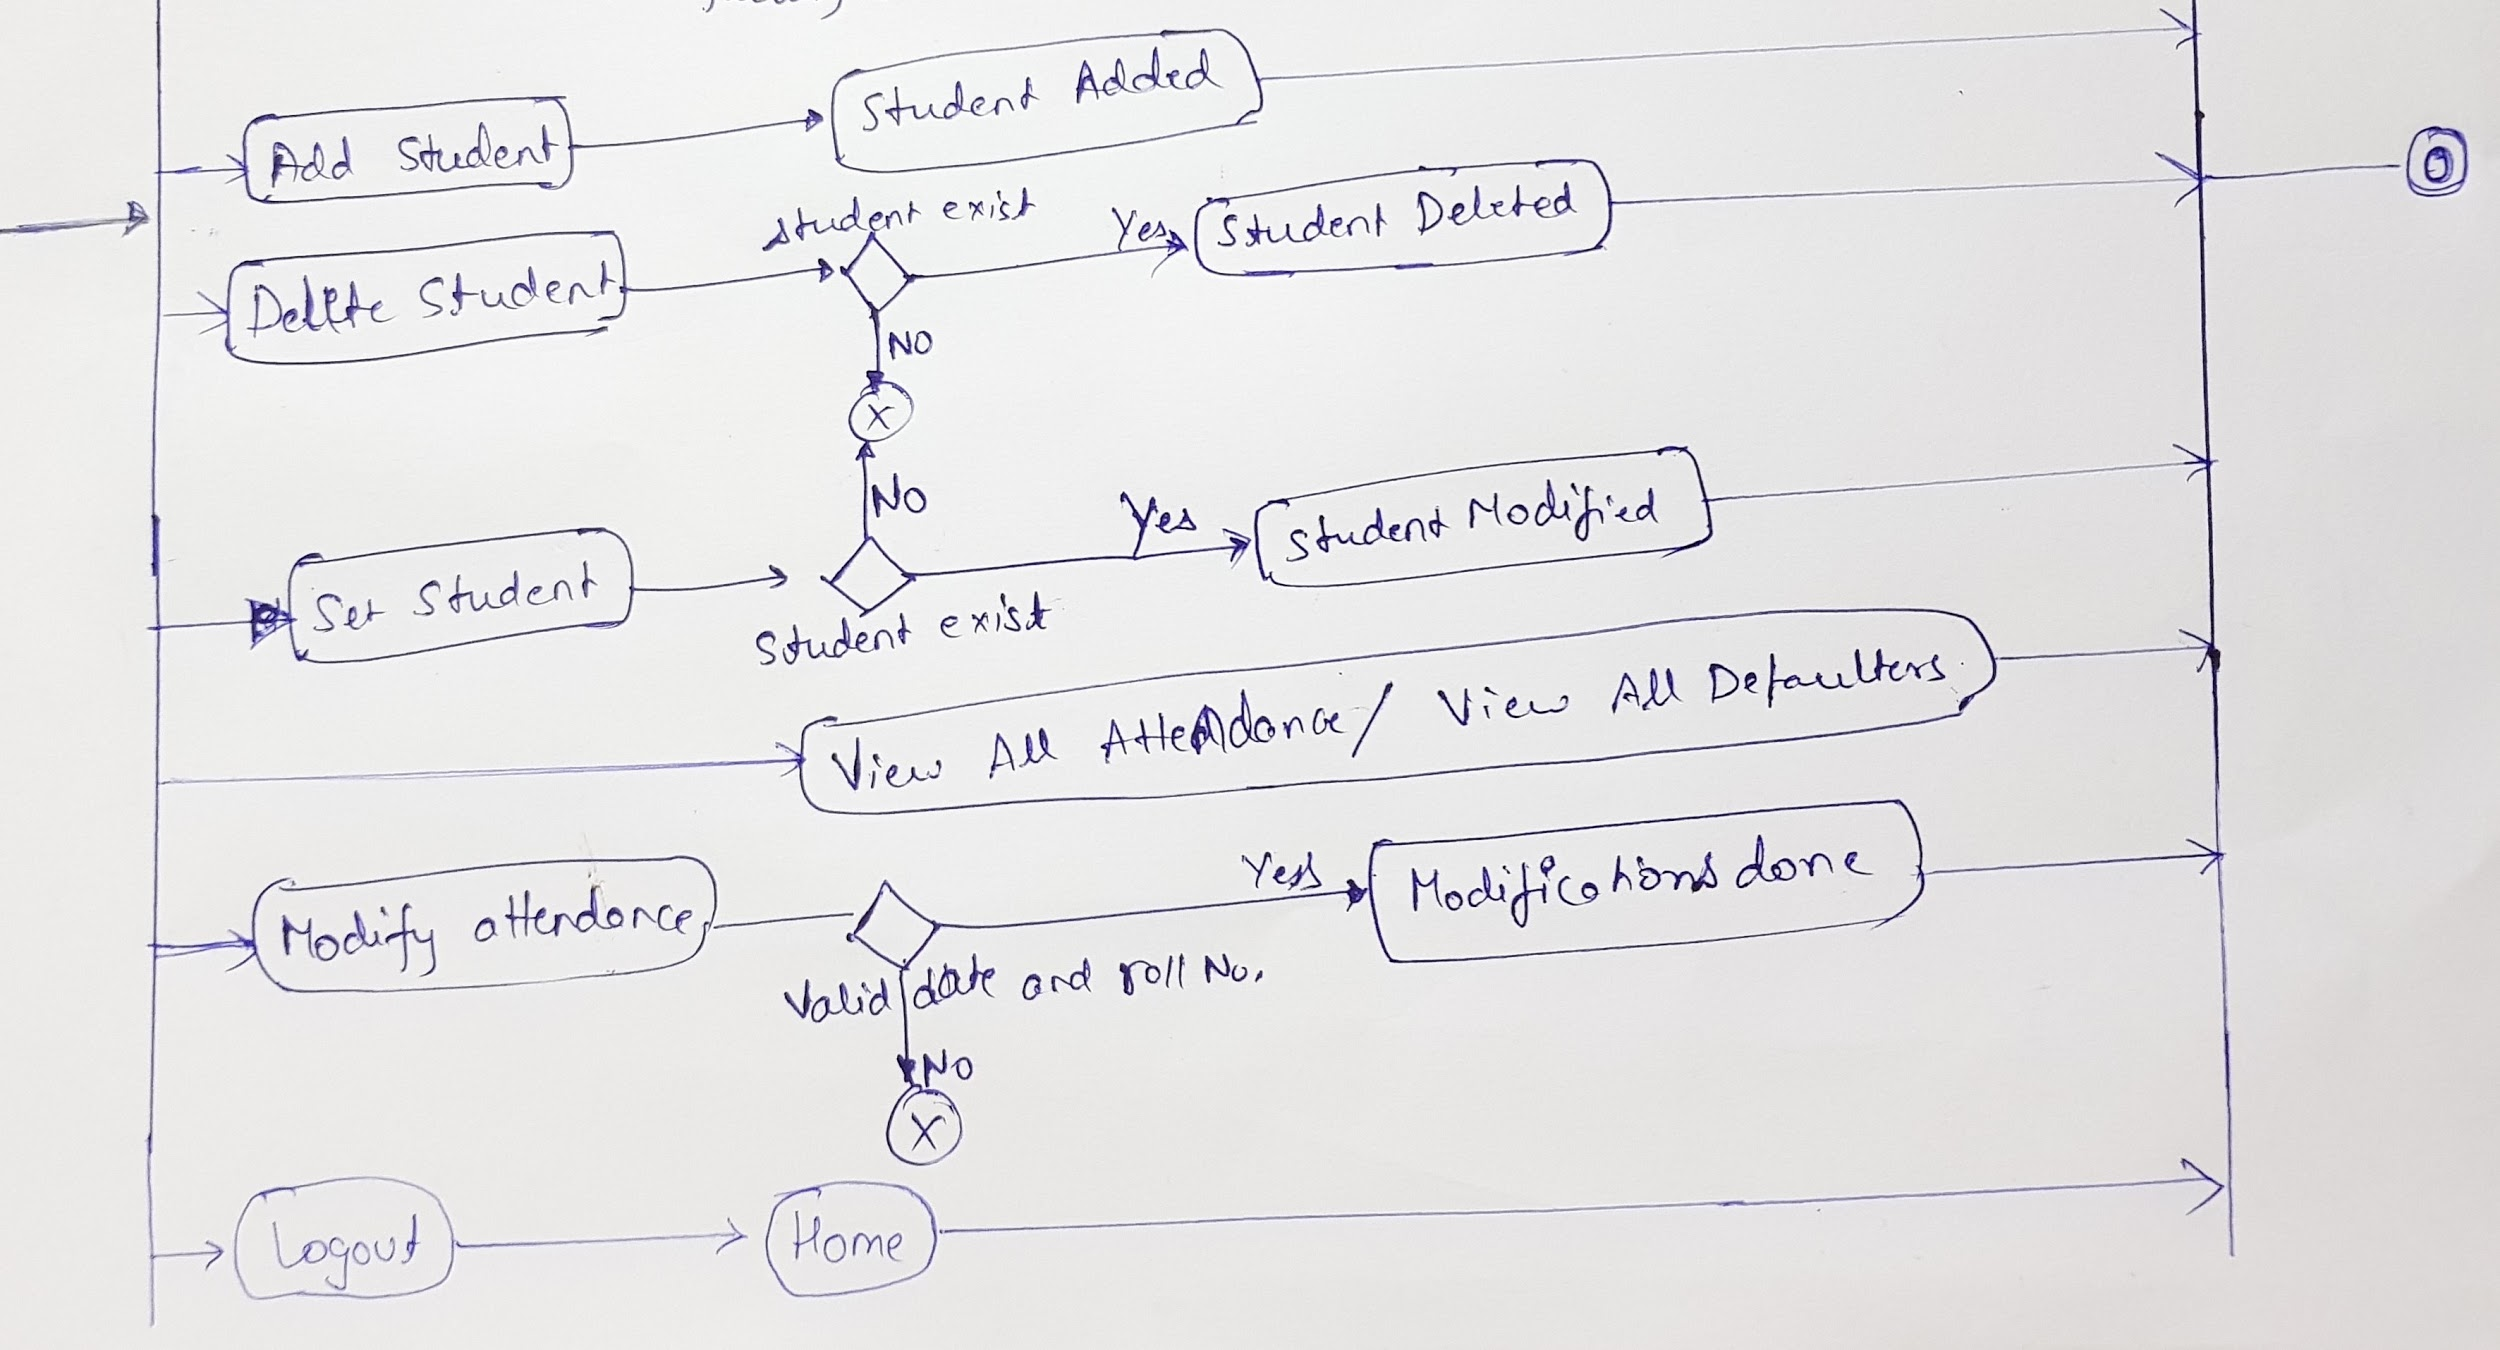 Student Added
Add Student
student exist
Yes
Student Deleted
Delete Student
NO
X
NO
Yes
Student Modified
Set Student
Student exist
View All Attendance/ View All Defaulters
Yes
Modifications done
Modify attendance
Valid date and roll No.
NO
X
Logout
Home